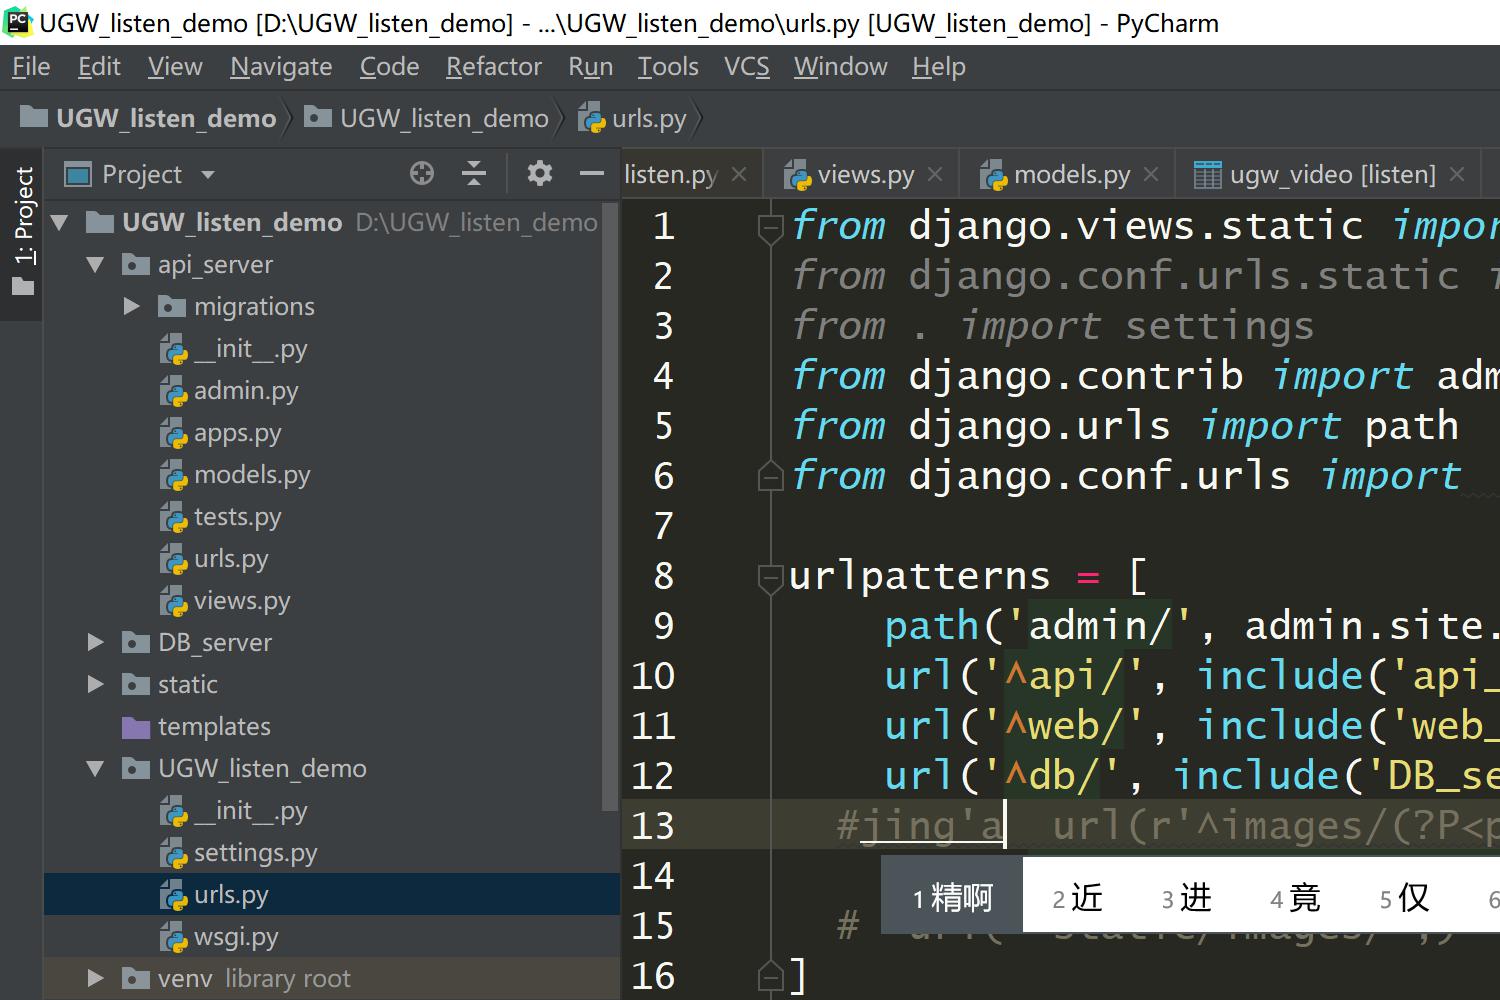 UGW_listen_demo [D:\UGW_listen_demo] - ...\UGW_listen_demo\urls.py [UGW_listen_demo] - PyCharm
File Edit View Navigate Code Refactor Run Tools VCS Window Help
UGW_listen_demo UGW_listen_demo urls.py
1: Project
Project
UGW_listen_demo D:\UGW_listen_demo
api_server
migrations
__init__.py
admin.py
apps.py
models.py
tests.py
urls.py
views.py
DB_server
static
templates
UGW_listen_demo
__init__.py
settings.py
urls.py
wsgi.py
venv library root
listen.py views.py models.py ugw_video [listen]
1 from django.views.static impor
2 from django.conf.urls.static i
3 from . import settings
4 from django.contrib import adm
5 from django.urls import path
6 from django.conf.urls import
7
8 urlpatterns = [
9 path('admin/', admin.site.
10 url('^api/', include('api_
11 url('^web/', include('web_
12 url('^db/', include('DB_se
13 #jing'a url(r'^images/(?P<p
14
1 精啊 2 近 3 进 4 竟 5 仅 6
15 #
16 ]